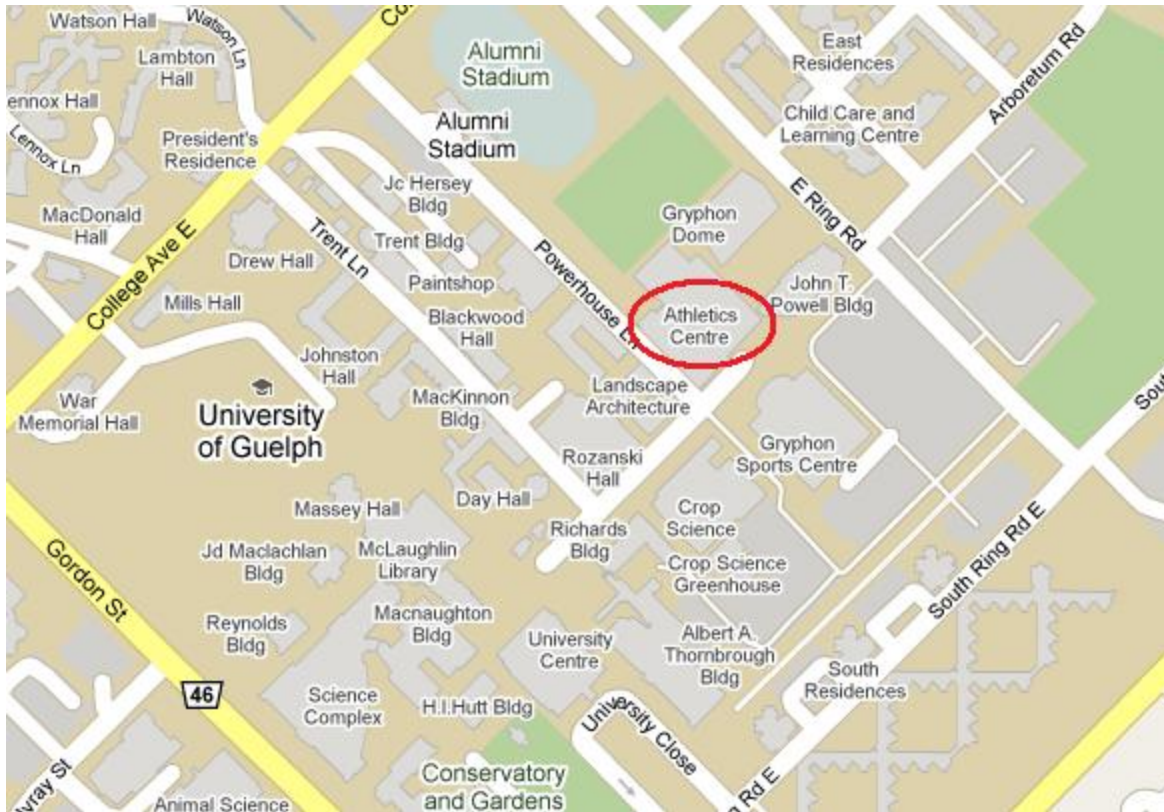 Watson Hall
Watson Ln
Lambton
Hall
ennox Hall
Lennox Ln
President's
Residence
MacDonald
Hall
College Ave E
Alumni
Stadium
Alumni
Stadium
East
Residences
Arboretum Rd
Child Care and
Learning Centre
Jc Hersey
Bldg
Trent Bldg
Trent Ln
Drew Hall
Paintshop
Powerhouse Ln
Gryphon
Dome
E Ring Rd
John T.
Powell Bldg
Athletics
Centre
Mills Hall
Blackwood
Hall
Johnston
Hall
War
Memorial Hall
University
of Guelph
MacKinnon
Bldg
Landscape
Architecture
Gryphon
Sports Centre
Rozanski
Hall
Day Hall
Massey Hall
Crop
Science
Richards
Bldg
Jd Maclachlan
Bldg
McLaughlin
Library
Crop Science
Greenhouse
South Ring Rd E
Gordon St
Reynolds
Bldg
Macnaughton
Bldg
University
Centre
Albert A.
Thornbrough
Bldg
South
Residences
46
Science
Complex
H.I.Hutt Bldg
University Close
Conservatory
and Gardens
Animal Science
Rd E